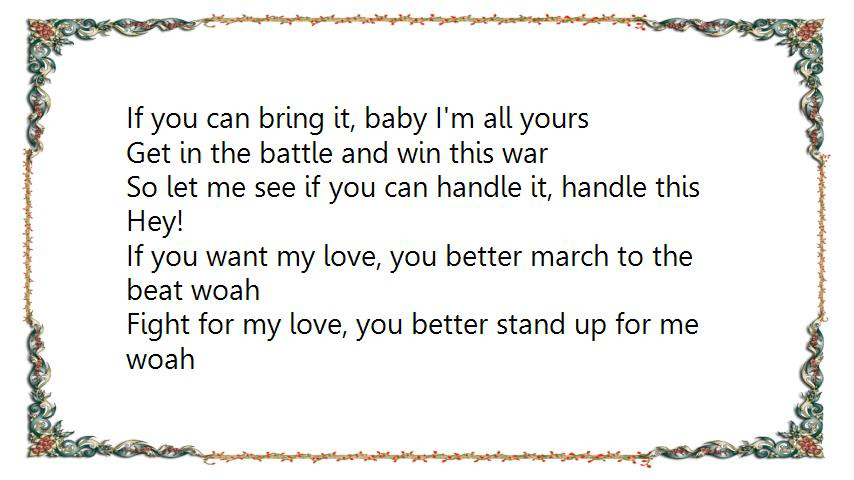 If you can bring it, baby I'm all yours
Get in the battle and win this war
So let me see if you can handle it, handle this
Hey!
If you want my love, you better march to the
beat woah
Fight for my love, you better stand up for me
woah